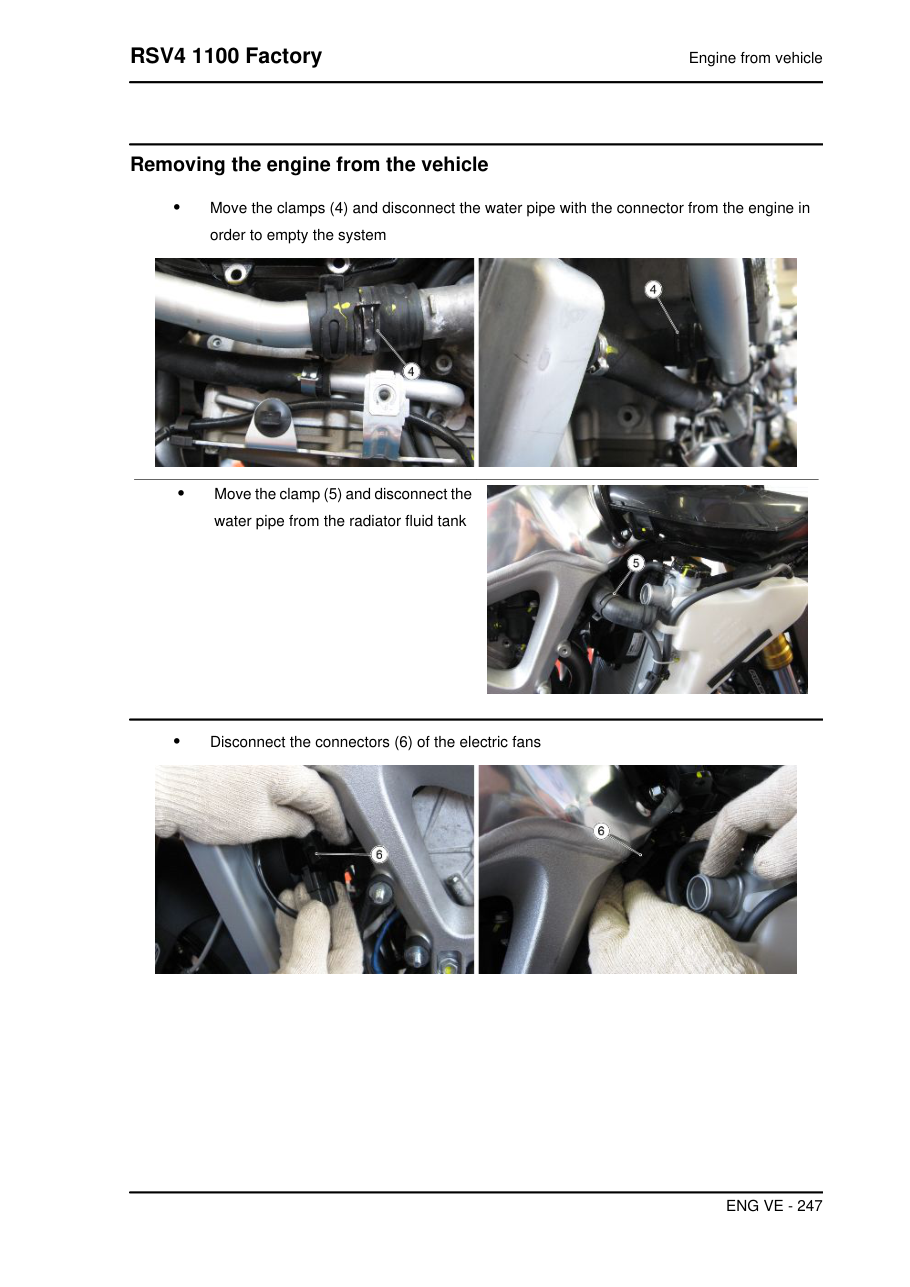 RSV4 1100 Factory
Engine from vehicle
Removing the engine from the vehicle
• Move the clamps (4) and disconnect the water pipe with the connector from the engine in
order to empty the system
4
4
• Move the clamp (5) and disconnect the
water pipe from the radiator fluid tank
5
• Disconnect the connectors (6) of the electric fans
6
6
ENG VE - 247